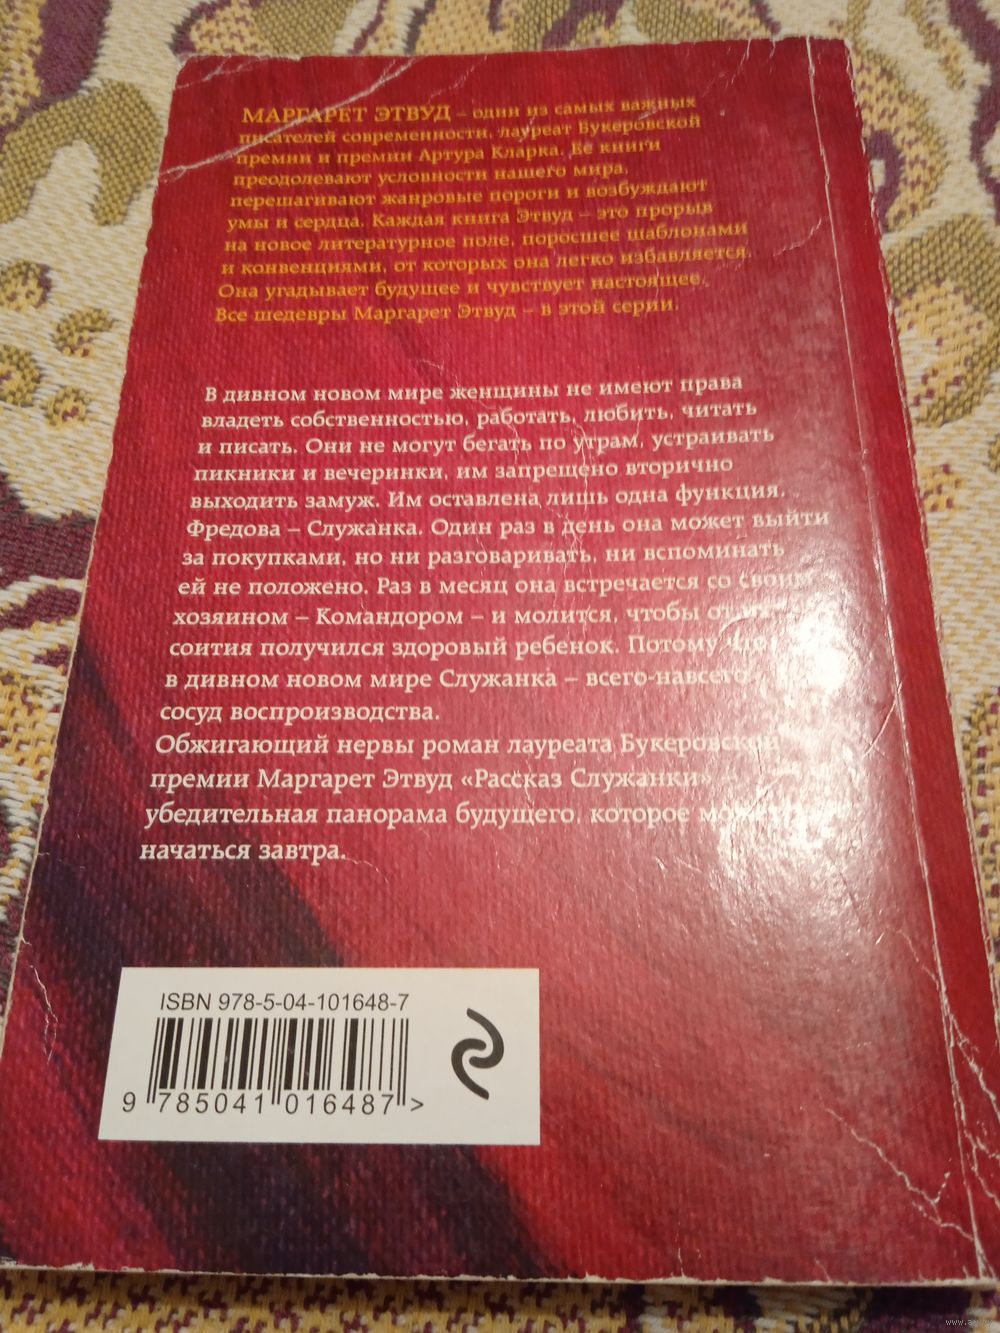 МАРГАРЕТ ЭТВУД – один из самых важных
писателей современности, лауреат Букеровской
премии и премии Артура Кларка. Ее книги
преодолевают условности нашего мира,
перешагивают жанровые пороги и возбуждают
умы и сердца. Каждая книга Этвуд – это прорыв
на новое литературное поле, поросшее шаблонами
и конвенциями, от которых она легко избавляется.
Она угадывает будущее и чувствует настоящее.
Все шедевры Маргарет Этвуд – в этой серии.
В дивном новом мире женщины не имеют права
владеть собственностью, работать, любить, читать
и писать. Они не могут бегать по утрам, устраивать
пикники и вечеринки, им запрещено вторично
выходить замуж. Им оставлена лишь одна функция.
Фредова – Служанка. Один раз в день она может выйти
за покупками, но ни разговаривать, ни вспоминать
ей не положено. Раз в месяц она встречается со своим
хозяином – Командором – и молится, чтобы от
соития получился здоровый ребенок. Потому что
в дивном новом мире Служанка – всего-навсего
сосуд воспроизводства.
Обжигающий нервы роман лауреата Букеровской
премии Маргарет Этвуд «Рассказ Служанки»
убедительная панорама будущего, которое может
начаться завтра.
ISBN 978-5-04-101648-7
9 785041 016487 >